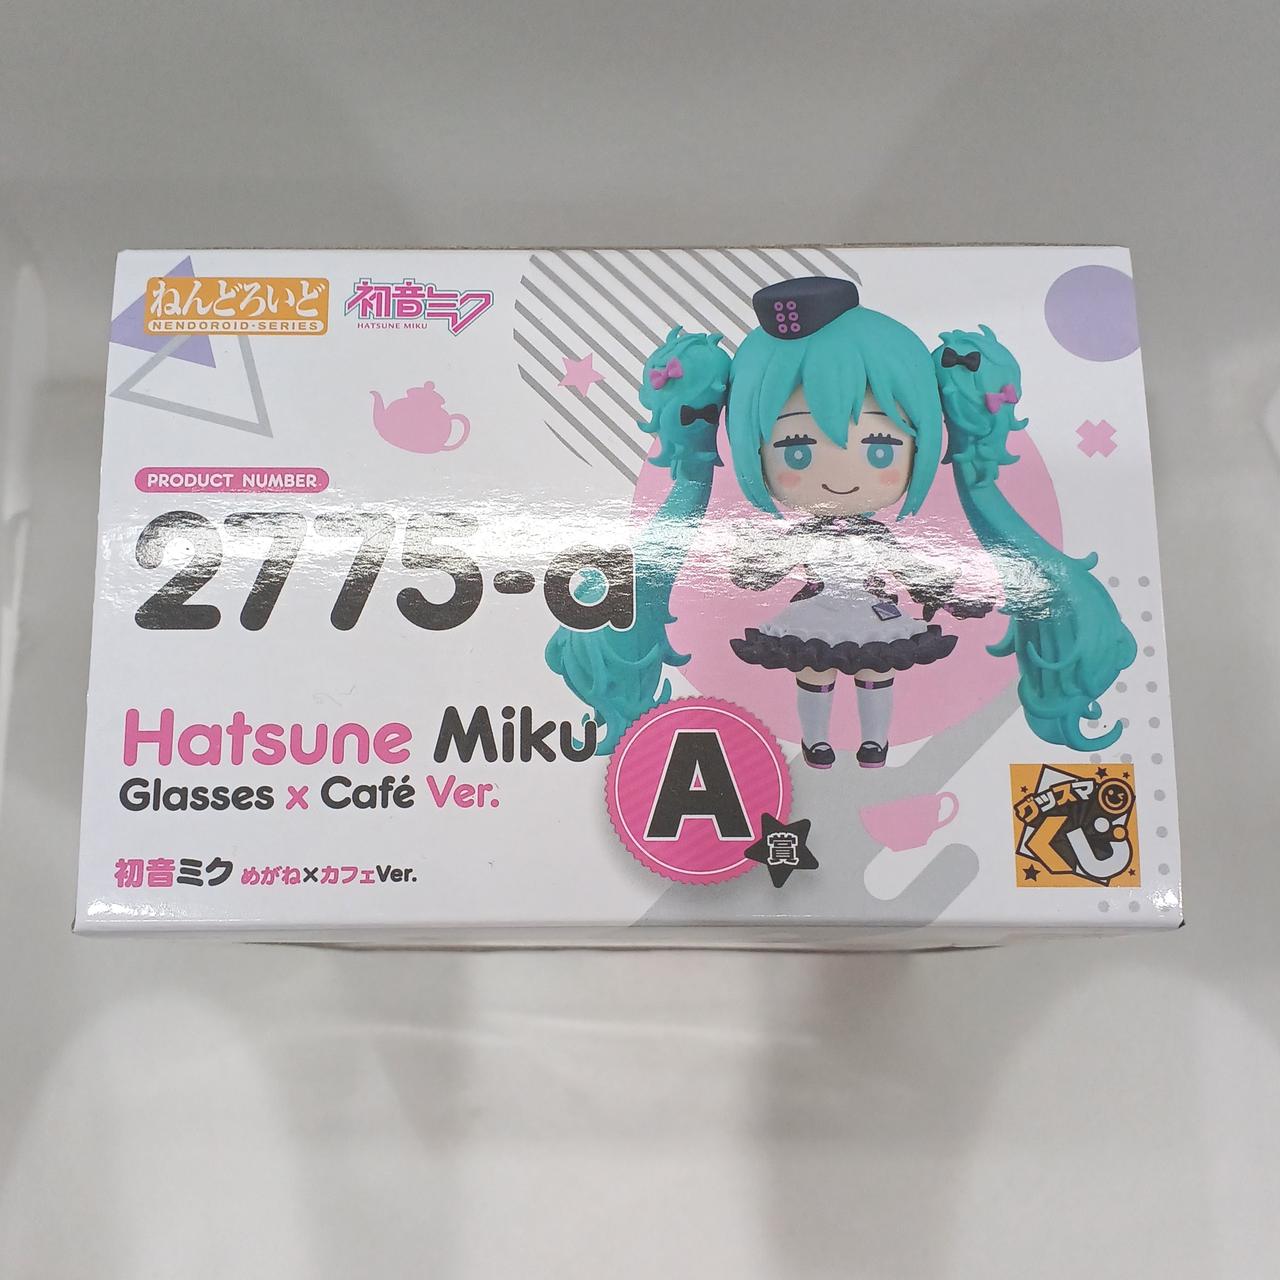 ねんどろいど
NENDOROID・SERIES
初音ミク
HATSUNE MIKU
PRODUCT NUMBER
2775-a
Hatsune Miku
Glasses x Café Ver.
初音ミク めがね×カフェVer.
A
賞
グッスマ
くじ